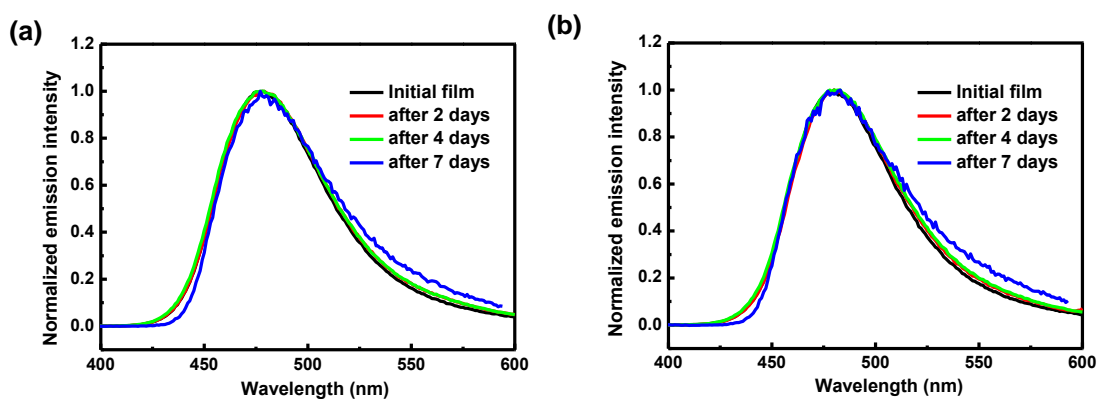 (a)
Normalized emission intensity
1.2
1.0
0.8
0.6
0.4
0.2
0.0
Initial film
after 2 days
after 4 days
after 7 days
400 450 500 550 600
Wavelength (nm)
(b)
Normalized emission intensity
1.2
1.0
0.8
0.6
0.4
0.2
0.0
Initial film
after 2 days
after 4 days
after 7 days
400 450 500 550 600
Wavelength (nm)